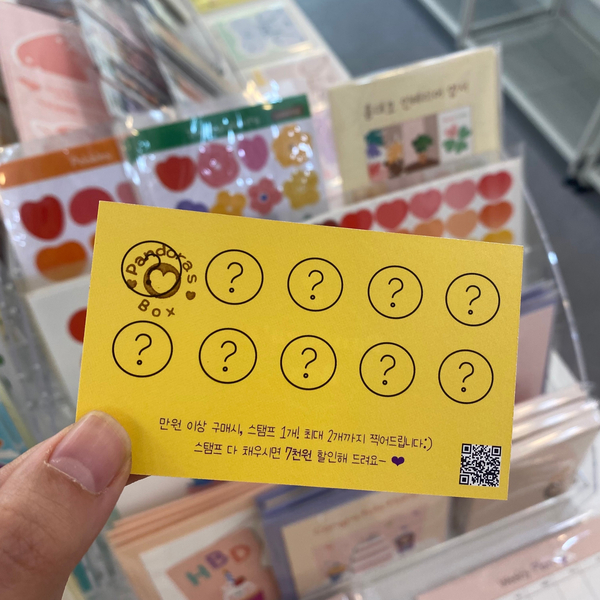 Pandoras
Box
? ? ? ?
? ? ? ? ?
만원 이상 구매시, 스탬프 1개! 최대 2개까지 찍어드립니다:)
스탬프 다 채우시면 7천원 할인해 드려요~ ♥
HBD
Weekly